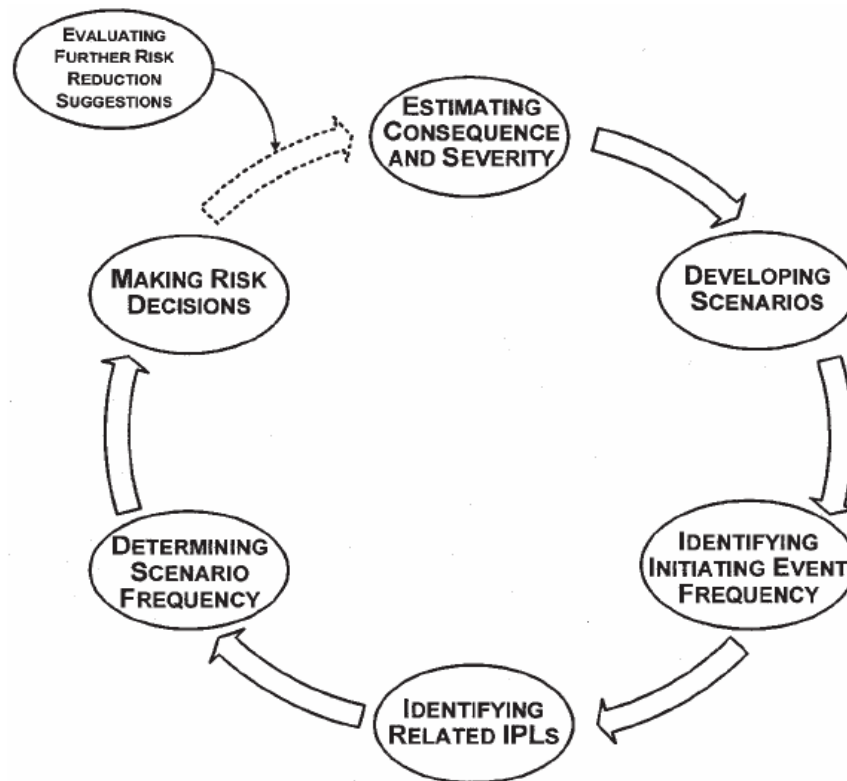 EVALUATING
FURTHER RISK
REDUCTION
SUGGESTIONS
ESTIMATING
CONSEQUENCE
AND SEVERITY
MAKING RISK
DECISIONS
DEVELOPING
SCENARIOS
DETERMINING
SCENARIO
FREQUENCY
IDENTIFYING
INITIATING EVENT
FREQUENCY
IDENTIFYING
RELATED IPLS